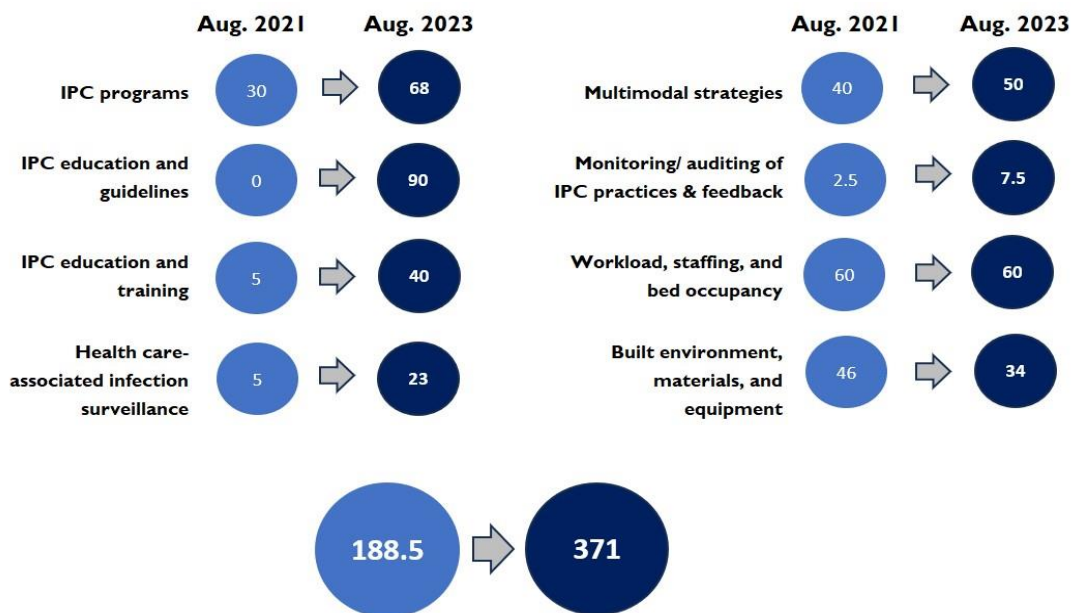 Aug. 2021 Aug. 2023
IPC programs 30 68
IPC education and
guidelines
0 90
IPC education and
training
5 40
Health care-
associated infection
surveillance
5 23
Aug. 2021 Aug. 2023
Multimodal strategies 40 50
Monitoring/ auditing of
IPC practices & feedback
2.5 7.5
Workload, staffing, and
bed occupancy
60 60
Built environment,
materials, and
equipment
46 34
188.5 371